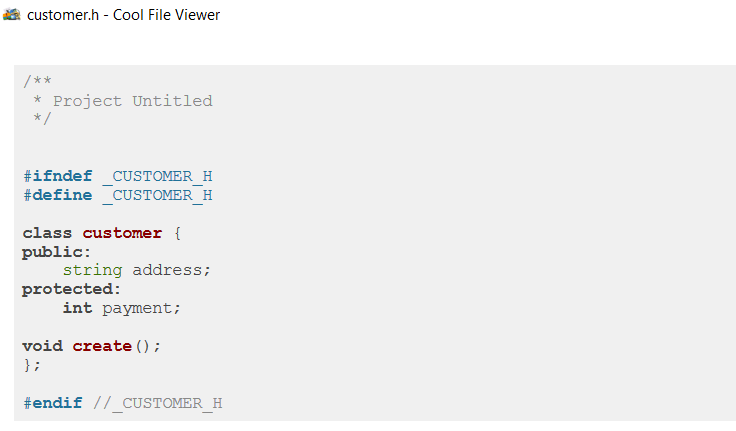 customer.h - Cool File Viewer
/**
 * Project Untitled
 */
#ifndef _CUSTOMER_H
#define _CUSTOMER_H
class customer {
public:
    string address;
protected:
    int payment;
void create();
};
#endif //_CUSTOMER_H